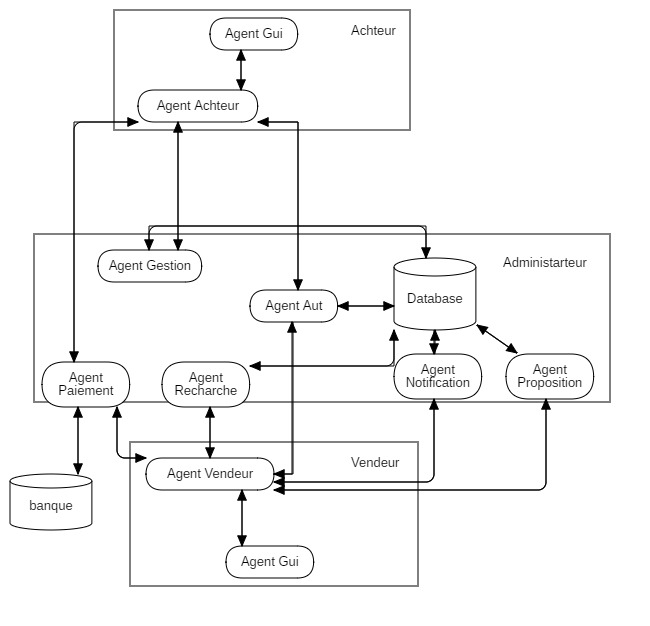 Agent Gui
Achteur
Agent Achteur
Agent Gestion
Administarteur
Agent Aut
Database
Agent
Paiement
Agent
Recharche
Agent
Notification
Agent
Proposition
Vendeur
Agent Vendeur
banque
Agent Gui